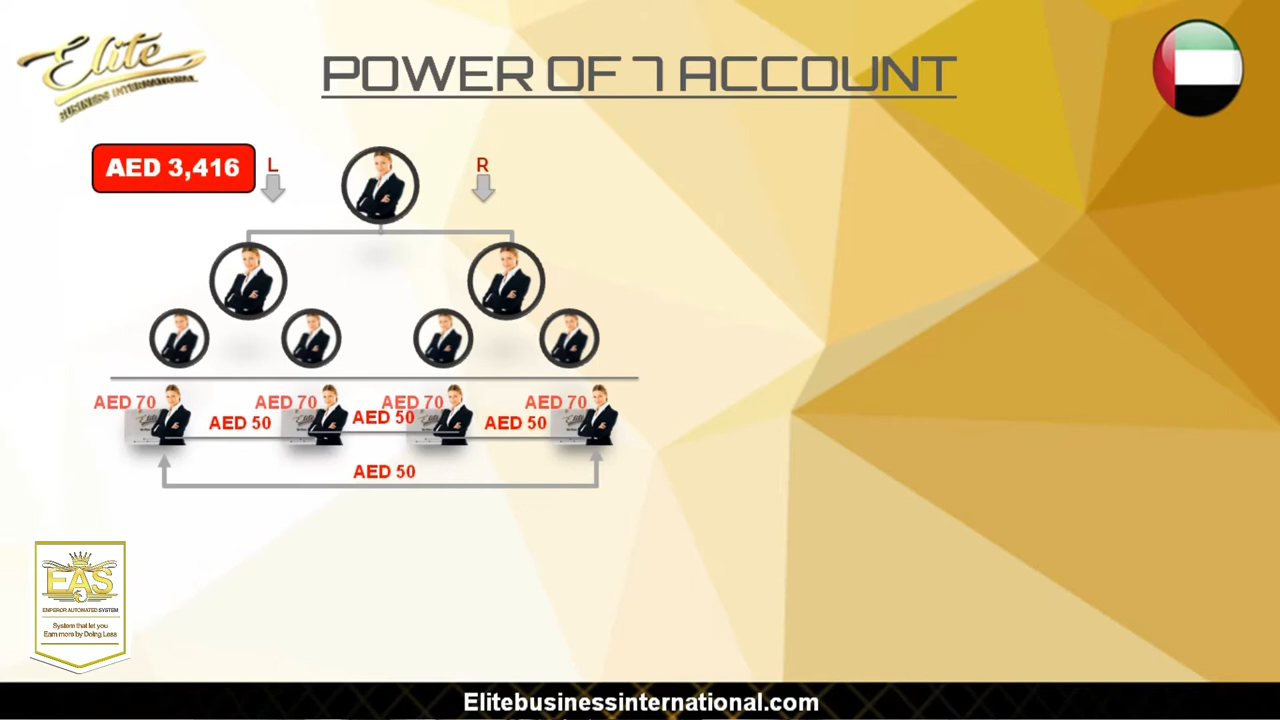 Elite
BUSINESS INTERNATIONAL
POWER OF 7 ACCOUNT
AED 3,416
L
R
AED 70
AED 70
AED 70
AED 70
AED 50
AED 50
AED 50
AED 50
EAS
EMPEROR AUTOMATED SYSTEM
System that let you
Earn more by Doing Less
Elitebusinessinternational.com